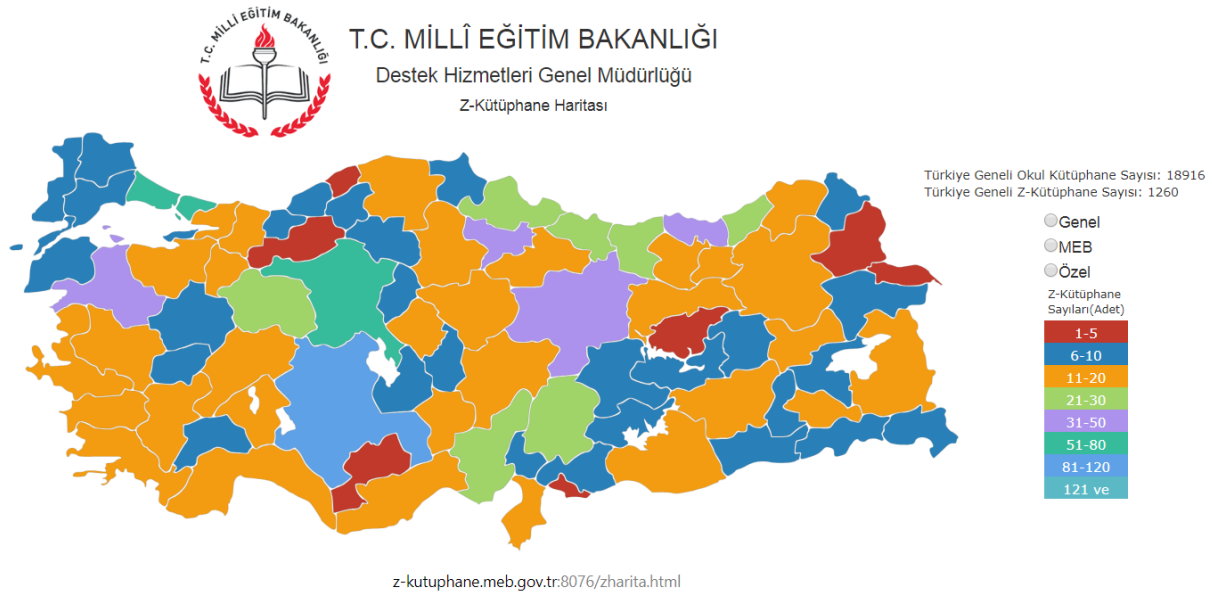 T.C. MİLLÎ EĞİTİM BAKANLIĞI
T.C. MİLLÎ EĞİTİM BAKANLIĞI
Destek Hizmetleri Genel Müdürlüğü
Z-Kütüphane Haritası
Türkiye Geneli Okul Kütüphane Sayısı: 18916
Türkiye Geneli Z-Kütüphane Sayısı: 1260
Genel
MEB
Özel
Z-Kütüphane
Sayıları(Adet)
1-5
6-10
11-20
21-30
31-50
51-80
81-120
121 ve
z-kutuphane.meb.gov.tr:8076/zharita.html